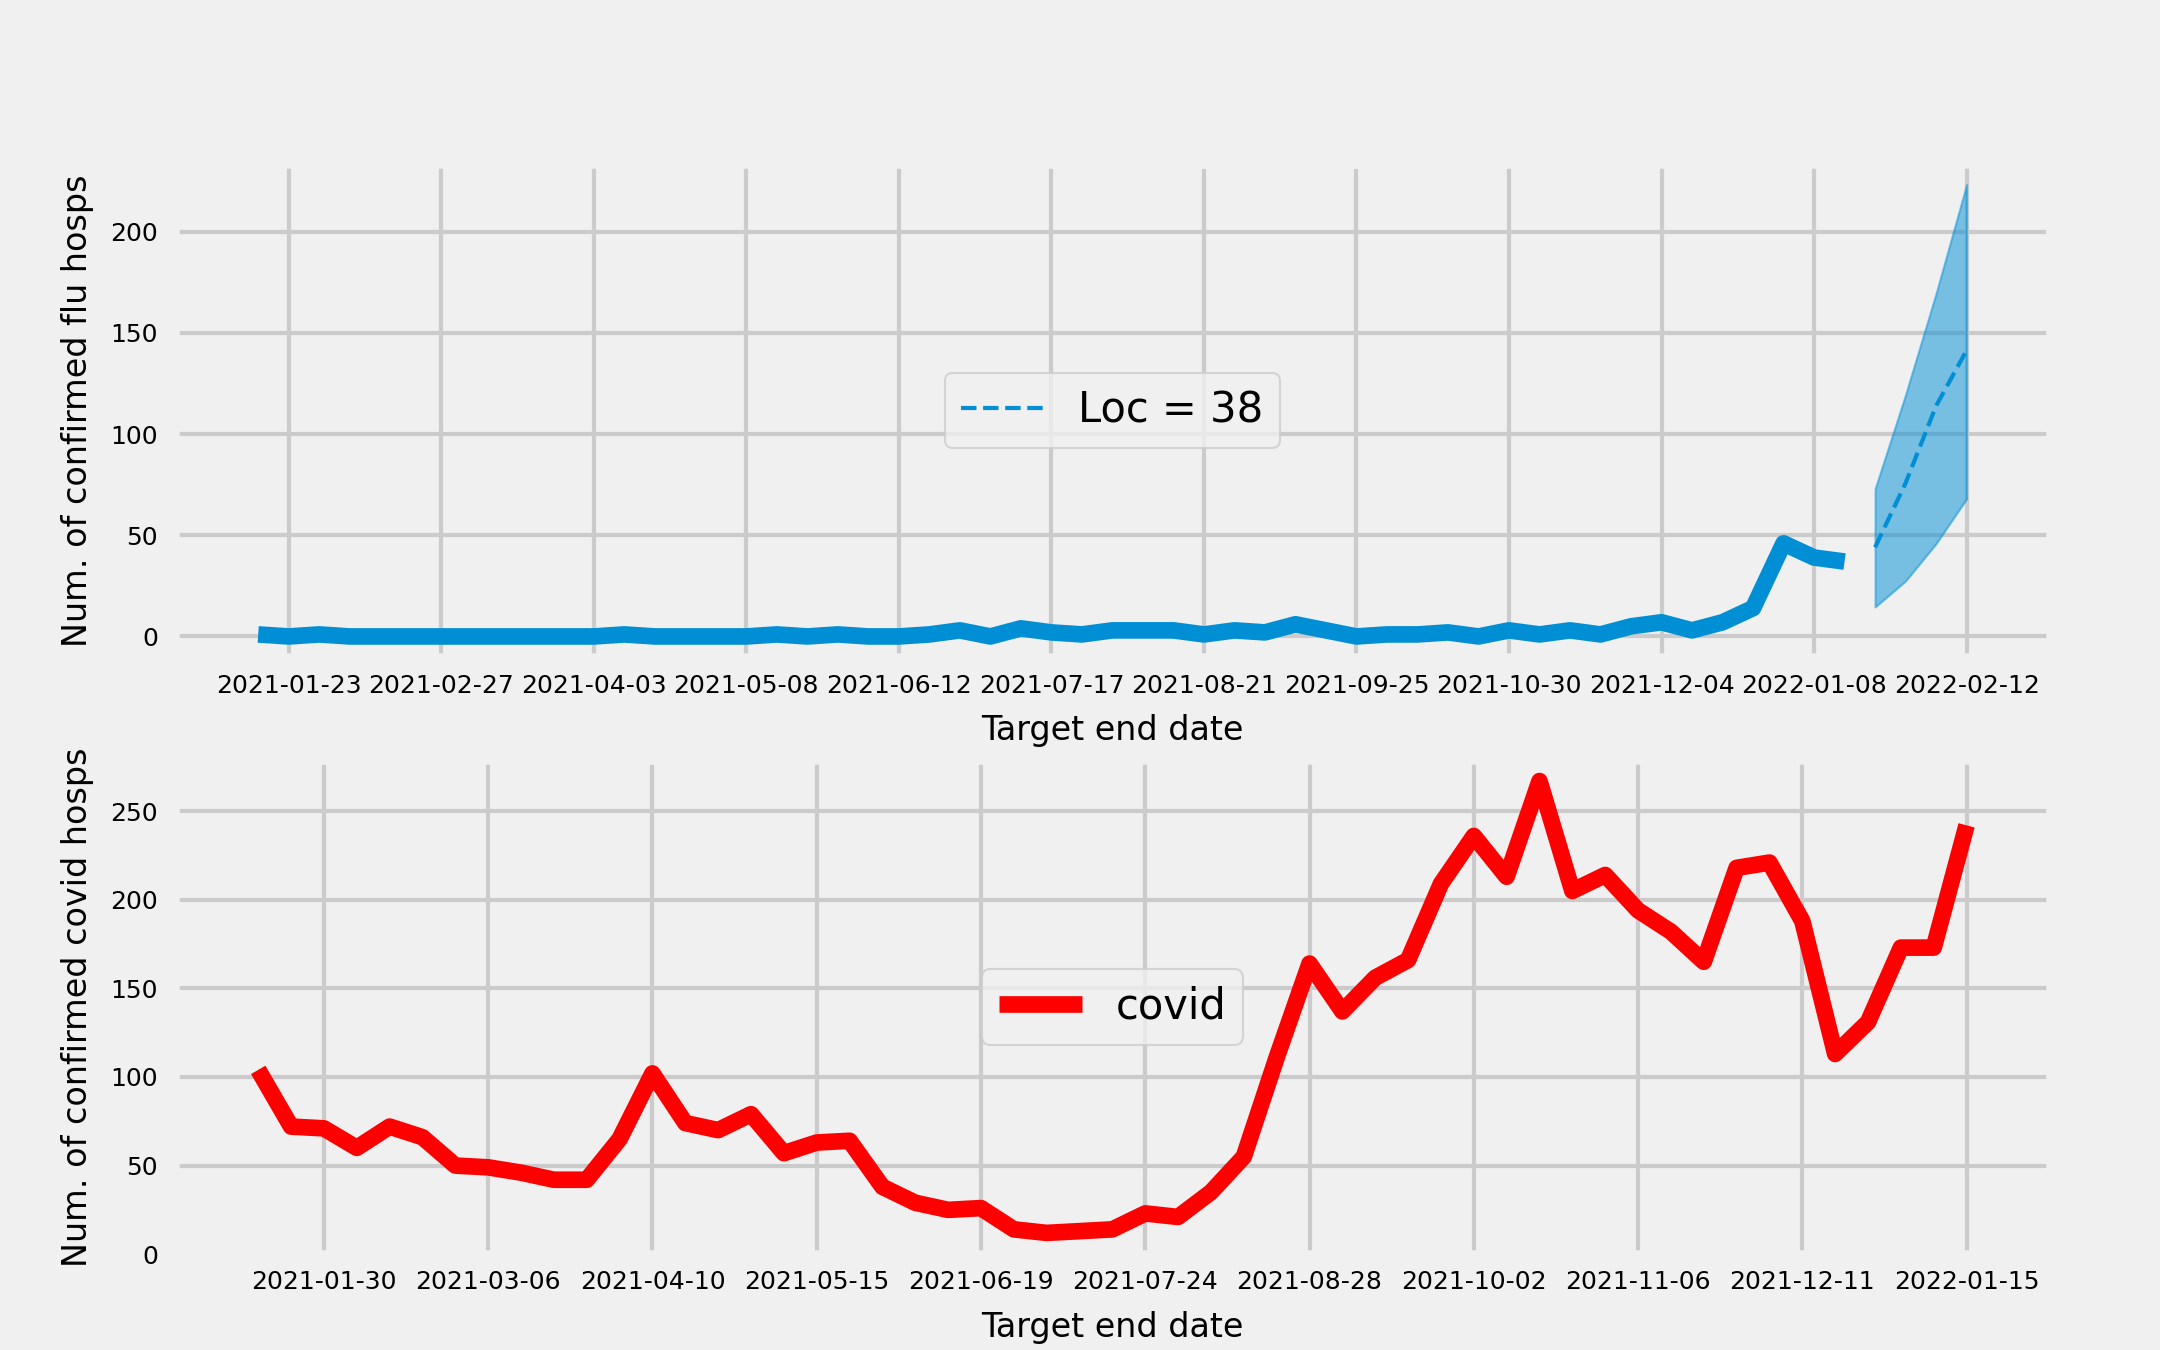 Num. of confirmed flu hosps
200
150
100
50
0
Loc = 38
2021-01-23 2021-02-27 2021-04-03 2021-05-08 2021-06-12 2021-07-17 2021-08-21 2021-09-25 2021-10-30 2021-12-04 2022-01-08 2022-02-12
Target end date
Num. of confirmed covid hosps
250
200
150
100
50
0
covid
2021-01-30 2021-03-06 2021-04-10 2021-05-15 2021-06-19 2021-07-24 2021-08-28 2021-10-02 2021-11-06 2021-12-11 2022-01-15
Target end date